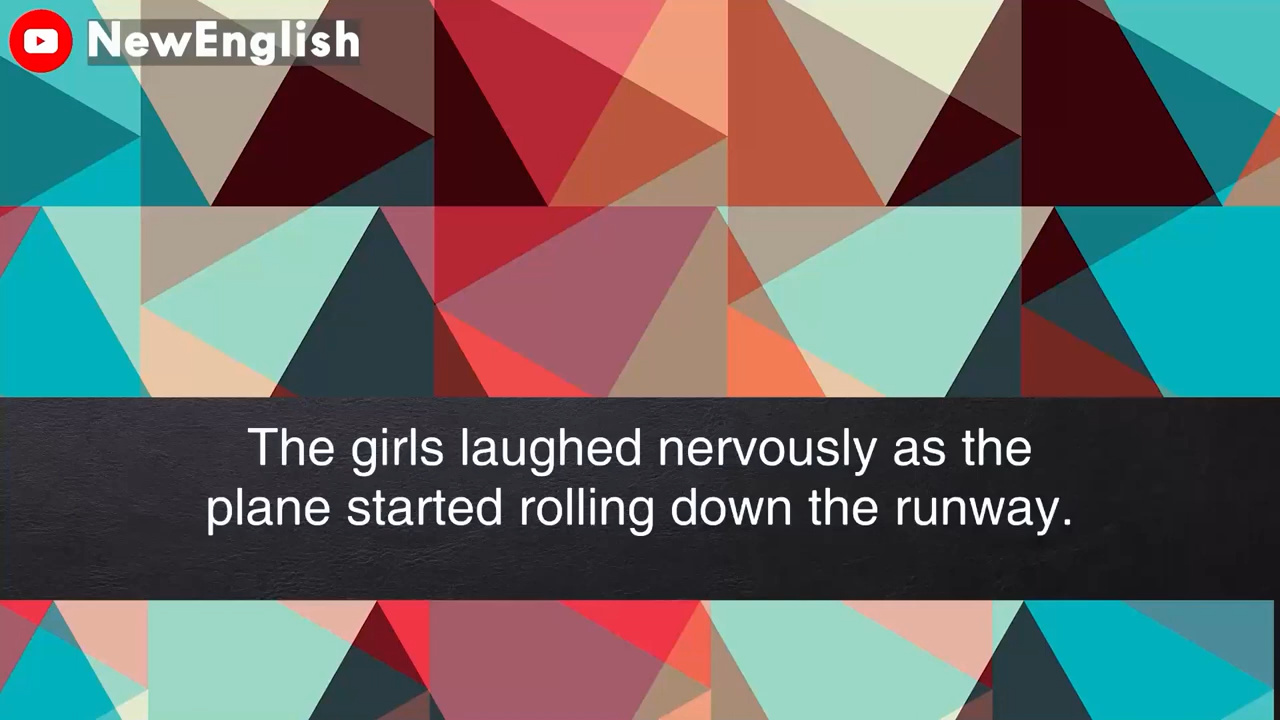 NewEnglish
The girls laughed nervously as the
plane started rolling down the runway.